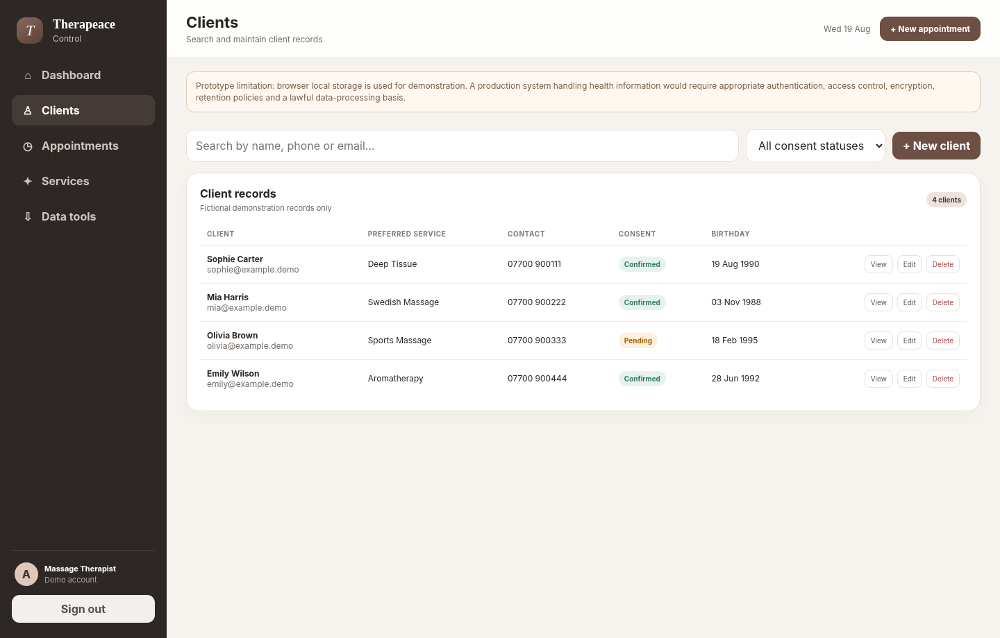 T
Therapeace
Control
Dashboard
Clients
Appointments
Services
Data tools
A
Massage Therapist
Demo account
Sign out
Clients
Search and maintain client records
Wed 19 Aug
+ New appointment
Prototype limitation: browser local storage is used for demonstration. A production system handling health information would require appropriate authentication, access control, encryption,
retention policies and a lawful data-processing basis.
Search by name, phone or email...
All consent statuses
+ New client
Client records
Fictional demonstration records only
4 clients
CLIENT PREFERRED SERVICE CONTACT CONSENT BIRTHDAY
Sophie Carter
sophie@example.demo
Deep Tissue 07700 900111 Confirmed 19 Aug 1990 View Edit Delete
Mia Harris
mia@example.demo
Swedish Massage 07700 900222 Confirmed 03 Nov 1988 View Edit Delete
Olivia Brown
olivia@example.demo
Sports Massage 07700 900333 Pending 18 Feb 1995 View Edit Delete
Emily Wilson
emily@example.demo
Aromatherapy 07700 900444 Confirmed 28 Jun 1992 View Edit Delete